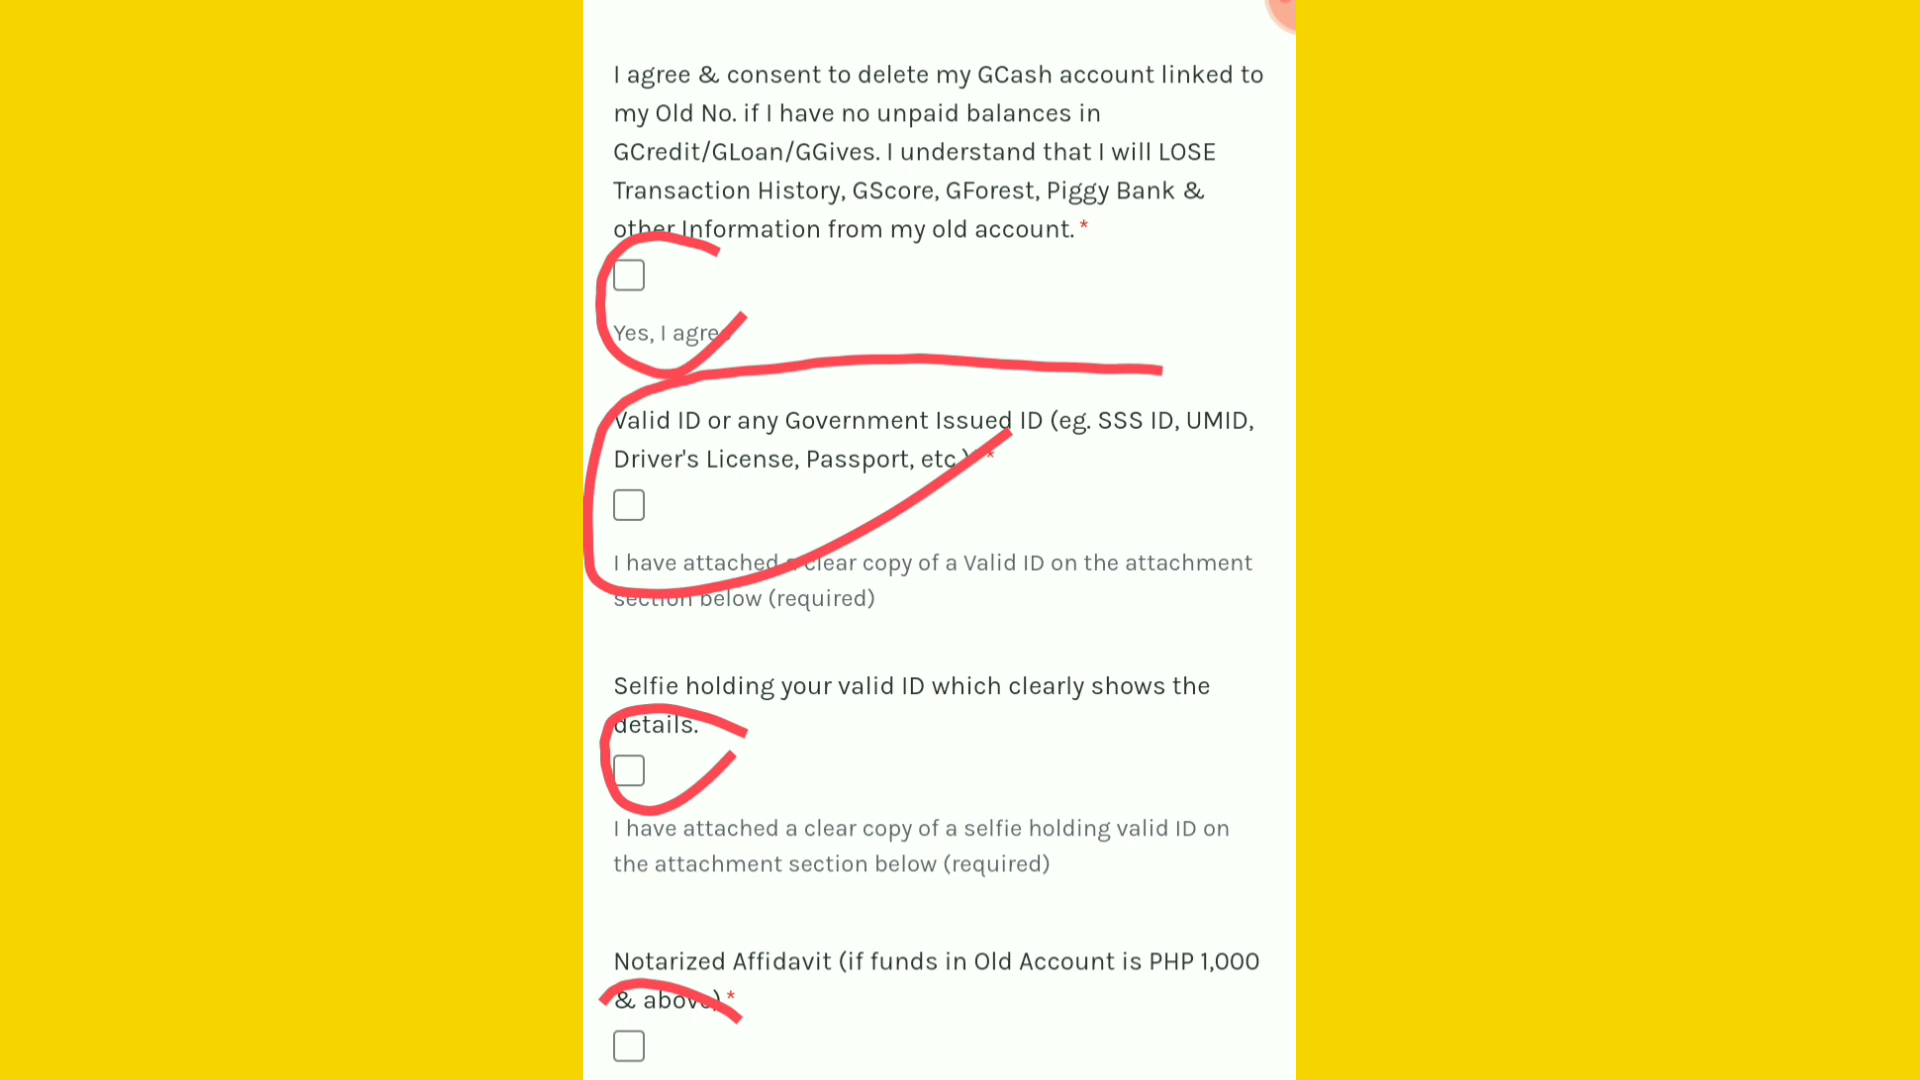 I agree & consent to delete my GCash account linked to
my Old No. if I have no unpaid balances in
GCredit/GLoan/GGives. I understand that I will LOSE
Transaction History, GScore, GForest, Piggy Bank &
other Information from my old account. *
Yes, I agree
Valid ID or any Government Issued ID (eg. SSS ID, UMID,
Driver's License, Passport, etc.) *
I have attached a clear copy of a Valid ID on the attachment
section below (required)
Selfie holding your valid ID which clearly shows the
details.
I have attached a clear copy of a selfie holding valid ID on
the attachment section below (required)
Notarized Affidavit (if funds in Old Account is PHP 1,000
& above) *